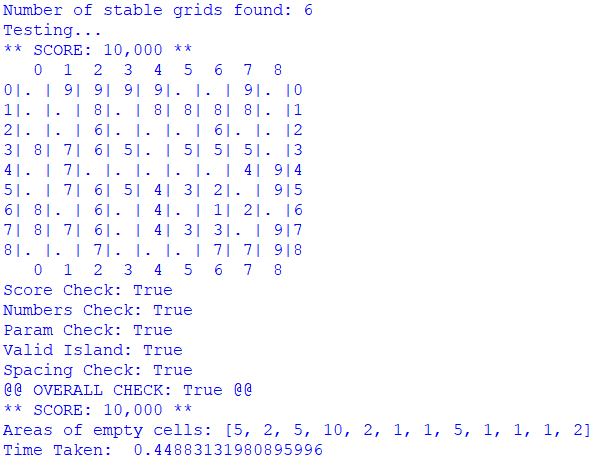 Number of stable grids found: 6
Testing...
** SCORE: 10,000 **
   0  1  2  3  4  5  6  7  8
0|. | 9| 9| 9| 9|. |. | 9|. |0
1|. |. | 8|. | 8| 8| 8| 8|. |1
2|. |. | 6|. |. |. | 6|. |. |2
3| 8| 7| 6| 5|. | 5| 5| 5|. |3
4|. | 7|. |. |. |. |. | 4| 9|4
5|. | 7| 6| 5| 4| 3| 2|. | 9|5
6| 8|. | 6|. | 4|. | 1| 2|. |6
7| 8| 7| 6|. | 4| 3| 3|. | 9|7
8|. |. | 7|. |. |. | 7| 7| 9|8
   0  1  2  3  4  5  6  7  8
Score Check: True
Numbers Check: True
Param Check: True
Valid Island: True
Spacing Check: True
@@ OVERALL CHECK: True @@
** SCORE: 10,000 **
Areas of empty cells: [5, 2, 5, 10, 2, 1, 1, 5, 1, 1, 1, 2]
Time Taken:  0.44883131980895996